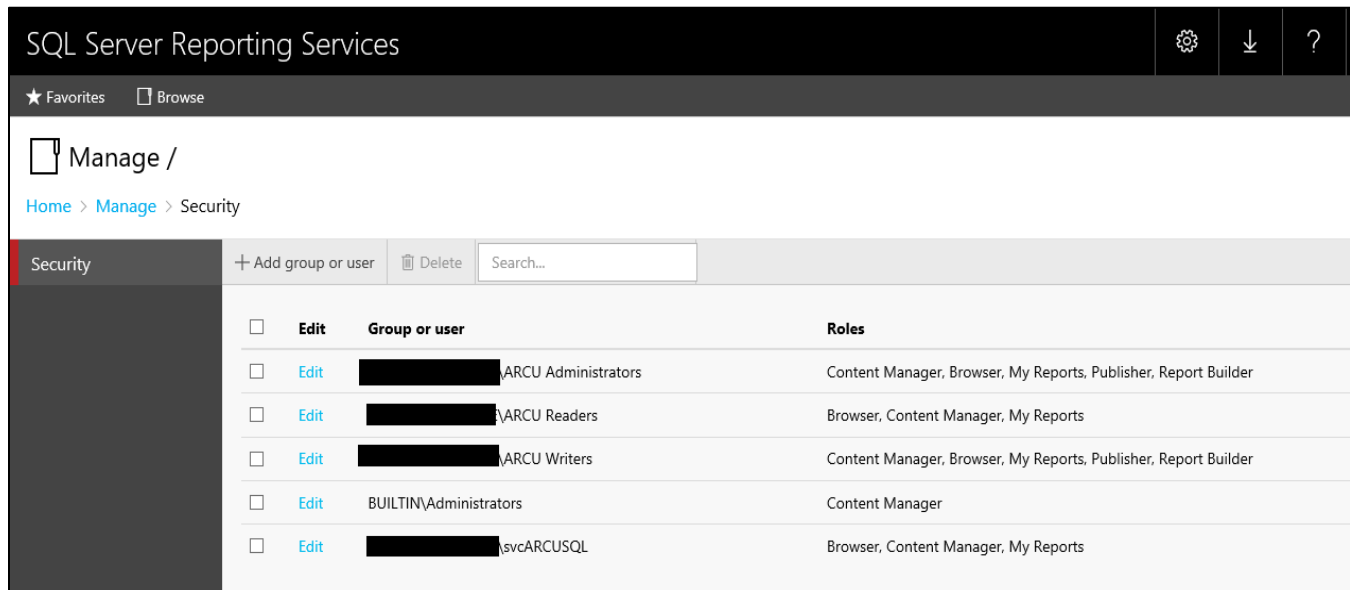 SQL Server Reporting Services
Favorites Browse
Manage /
Home > Manage > Security
Security + Add group or user Delete Search...
Edit Group or user Roles
Edit \ARCU Administrators Content Manager, Browser, My Reports, Publisher, Report Builder
Edit \ARCU Readers Browser, Content Manager, My Reports
Edit \ARCU Writers Content Manager, Browser, My Reports, Publisher, Report Builder
Edit BUILTIN\Administrators Content Manager
Edit \svcARCUSQL Browser, Content Manager, My Reports